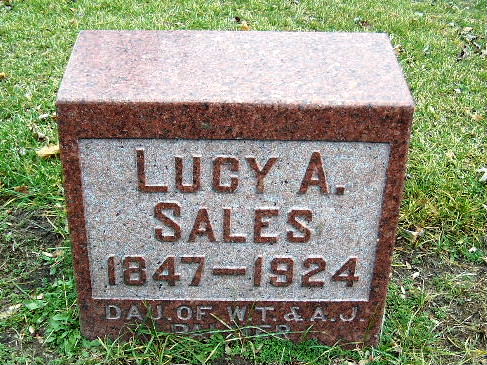 LUCY A.
SALES
1847–1924
DAU. OF W.T. & A.J.